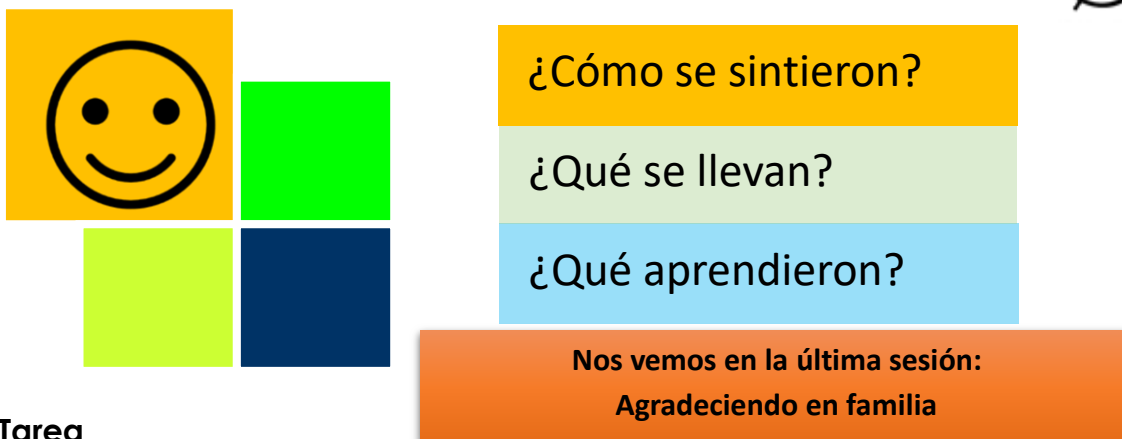 ¿Cómo se sintieron?
¿Qué se llevan?
¿Qué aprendieron?
Nos vemos en la última sesión:
Agradeciendo en familia
Tarea